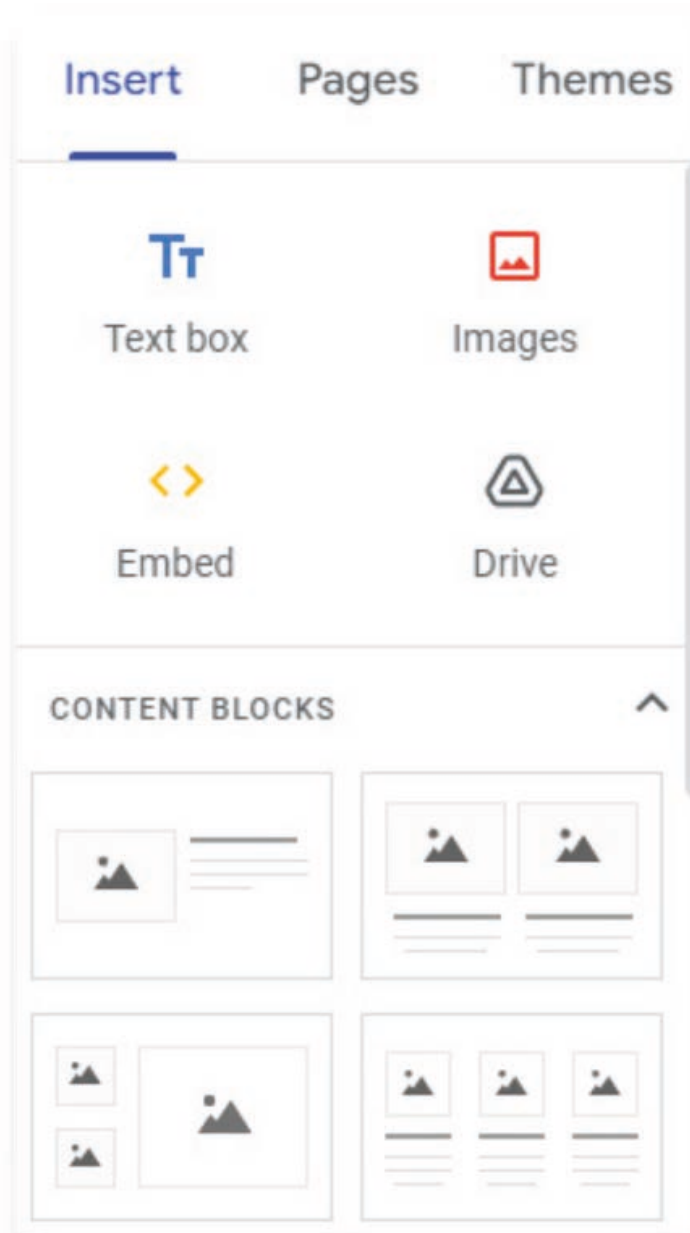 Insert Pages Themes
Text box Images
Embed Drive
CONTENT BLOCKS